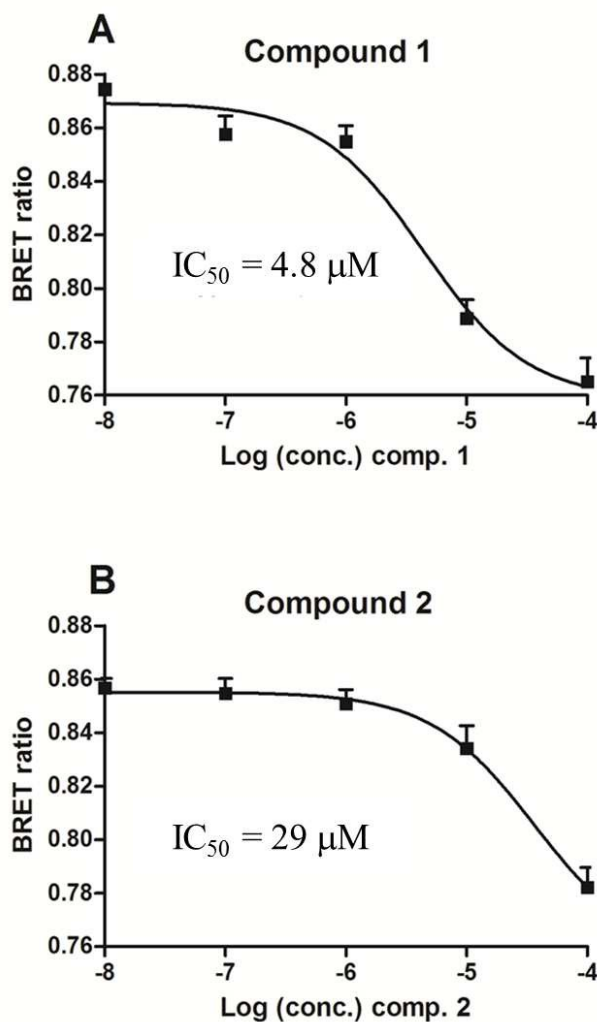 A
Compound 1
BRET ratio
0.88
0.86
0.84
0.82
0.80
0.78
0.76
IC50 = 4.8 μM
-8 -7 -6 -5 -4
Log (conc.) comp. 1
B
Compound 2
BRET ratio
0.88
0.86
0.84
0.82
0.80
0.78
0.76
IC50 = 29 μM
-8 -7 -6 -5 -4
Log (conc.) comp. 2